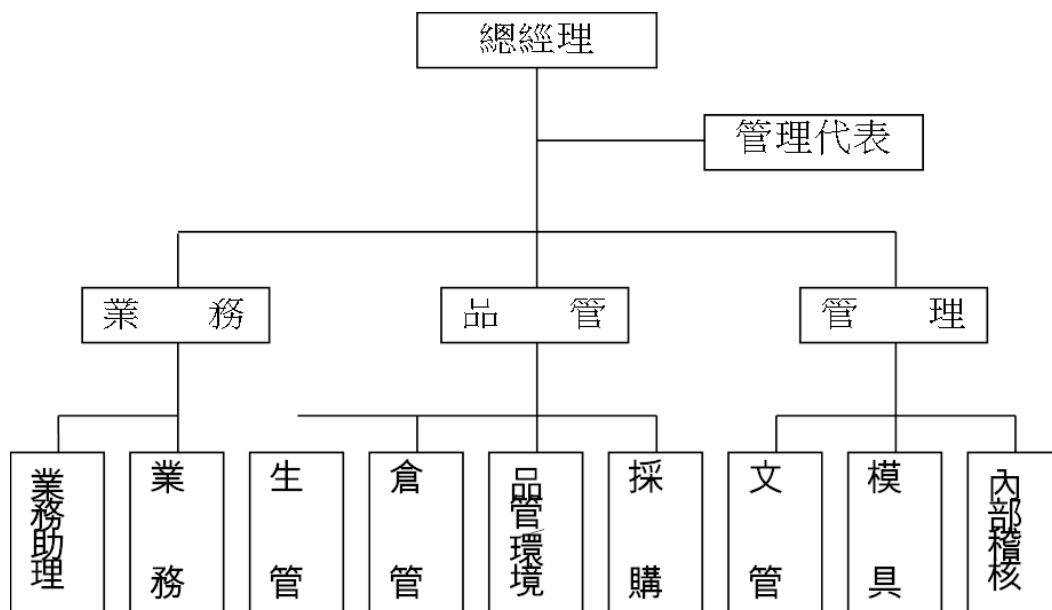 總經理
管理代表
業務
品管
管理
業務助理
業務
生管
倉管
品管/環境
採購
文管
模具
內部稽核